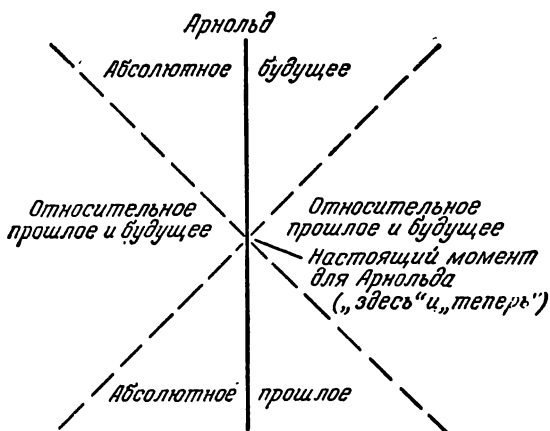 Арнольд
Абсолютное будущее
Относительное
прошлое и будущее
Относительное
прошлое и будущее
Настоящий момент
для Арнольда
(„здесь“ и „теперь“)
Абсолютное прошлое